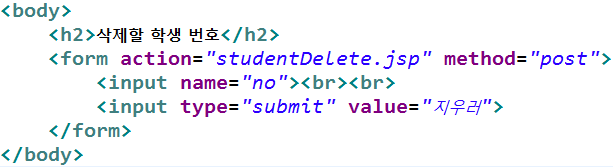 <body>
<h2>삭제할 학생 번호</h2>
<form action="studentDelete.jsp" method="post">
<input name="no"><br><br>
<input type="submit" value="지우러">
</form>
</body>